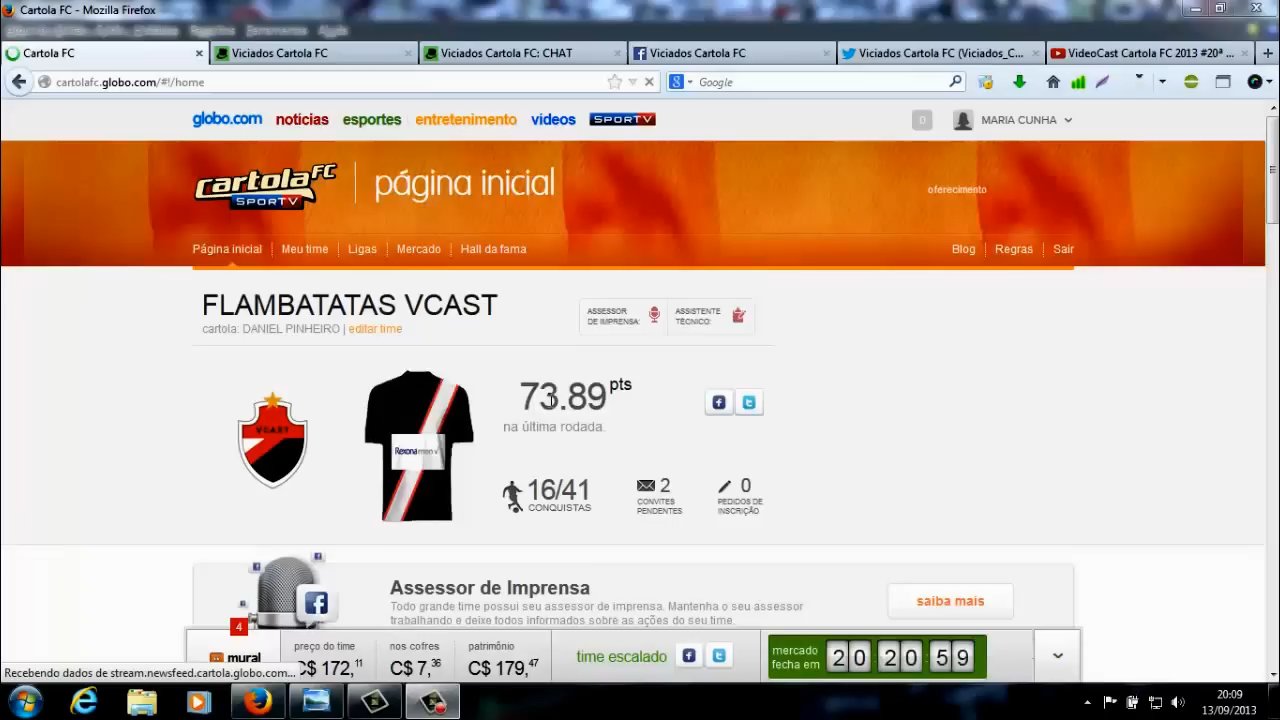 Cartola FC - Mozilla Firefox
Cartola FC
Viciados Cartola FC
Viciados Cartola FC: CHAT
Viciados Cartola FC
Viciados Cartola FC (Viciados_C...
VideoCast Cartola FC 2013 #20ª ...
cartolafc.globo.com/#!/home
Google
globo.com notícias esportes entretenimento vídeos SPORTV
0 MARIA CUNHA
cartola FC
SPORTV
página inicial
oferecimento
Página inicial Meu time Ligas Mercado Hall da fama Blog Regras Sair
FLAMBATATAS VCAST
cartola: DANIEL PINHEIRO | editar time
ASSESSOR DE IMPRENSA:
ASSISTENTE TÉCNICO:
VCAST
Rexona men
73.89 pts
na última rodada.
16/41
CONQUISTAS
2
CONVITES PENDENTES
0
PEDIDOS DE INSCRIÇÃO
Assessor de Imprensa
Todo grande time possui seu assessor de imprensa. Mantenha o seu assessor
trabalhando e deixe todos informados sobre as ações do seu time.
saiba mais
4
mural
preço do time
C$ 172,11
nos cofres
C$ 7,36
patrimônio
C$ 179,47
time escalado
mercado fecha em
20 20 59
Recebendo dados de stream.newsfeed.cartola.globo.com...
20:09
13/09/2013